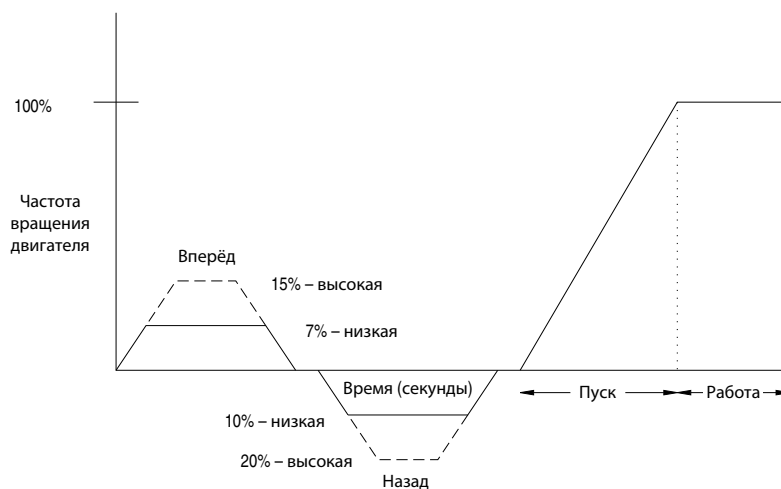 100%
Частота
вращения
двигателя
Вперёд
15% – высокая
7% – низкая
Время (секунды)
Пуск
Работа
10% – низкая
20% – высокая
Назад